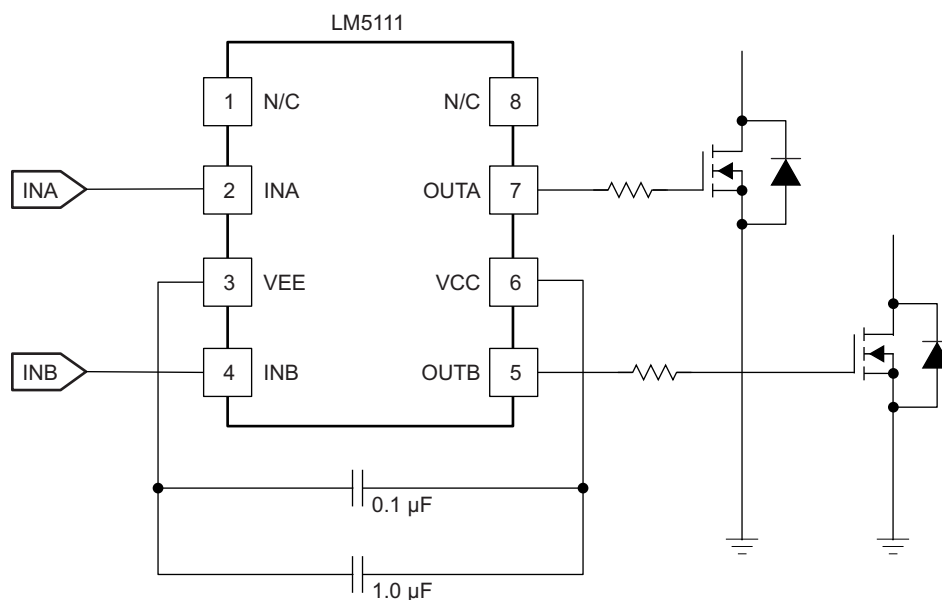 LM5111
1 N/C N/C 8
INA 2 INA OUTA 7
3 VEE VCC 6
INB 4 INB OUTB 5
0.1 µF
1.0 µF